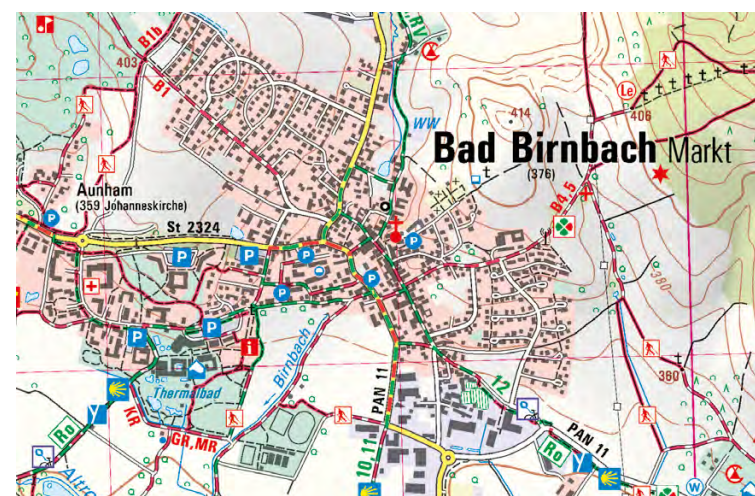 B1b
403
B1
RV
WW
414
Le
406
Bad Birnbach Markt
(376)
Aunham
(359 Johanneskirche)
P
St 2324
B4,5
P
P
P
P
P
P
380
P
P
i
Birnbach
PAN 11
12
380
Thermalbad
KR
Ro
GR,MR
PAN 11
Ro
10,11
Altro
W